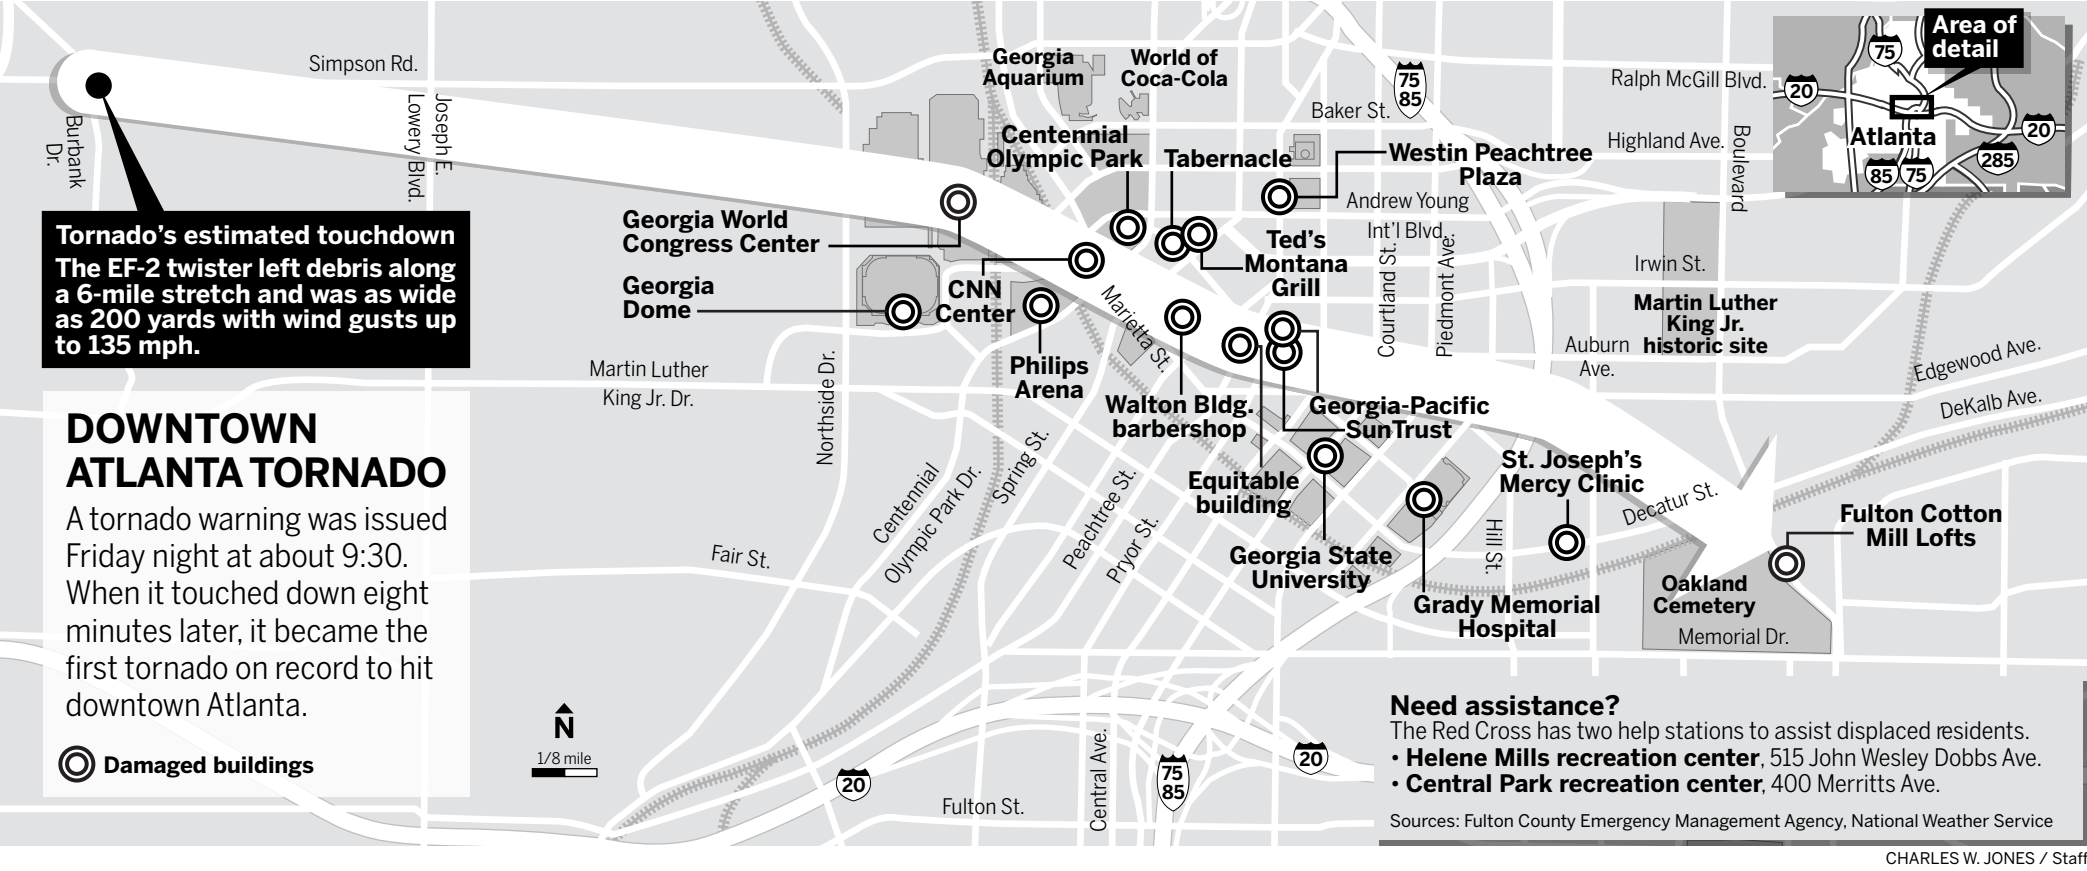 Simpson Rd.
Burbank
Dr.
Joseph E.
Lowery Blvd.
Georgia
Aquarium
World of
Coca-Cola
75
85
Baker St.
Ralph McGill Blvd.
Highland Ave.
Boulevard
Area of
detail
75
20
20
Atlanta
285
85
75
Centennial
Olympic Park
Tabernacle
Westin Peachtree
Plaza
Andrew Young
Int'l Blvd.
Georgia World
Congress Center
Ted's
Montana
Grill
Courtland St.
Piedmont Ave.
Irwin St.
Georgia
Dome
CNN
Center
Marietta St.
Martin Luther
King Jr.
historic site
Auburn
Ave.
Edgewood Ave.
DeKalb Ave.
Tornado's estimated touchdown
The EF-2 twister left debris along
a 6-mile stretch and was as wide
as 200 yards with wind gusts up
to 135 mph.
Martin Luther
King Jr. Dr.
Northside Dr.
Philips
Arena
Walton Bldg.
barbershop
Georgia-Pacific
SunTrust
Equitable
building
St. Joseph's
Mercy Clinic
Decatur St.
Fulton Cotton
Mill Lofts
DOWNTOWN
ATLANTA TORNADO
A tornado warning was issued
Friday night at about 9:30.
When it touched down eight
minutes later, it became the
first tornado on record to hit
downtown Atlanta.
Damaged buildings
Centennial
Olympic Park Dr.
Spring St.
Peachtree St.
Pryor St.
Fair St.
Georgia State
University
Hill St.
Grady Memorial
Hospital
Oakland
Cemetery
Memorial Dr.
N
1/8 mile
20
Fulton St.
Central Ave.
75
85
20
Need assistance?
The Red Cross has two help stations to assist displaced residents.
• Helene Mills recreation center, 515 John Wesley Dobbs Ave.
• Central Park recreation center, 400 Merritts Ave.
Sources: Fulton County Emergency Management Agency, National Weather Service
CHARLES W. JONES / Staff